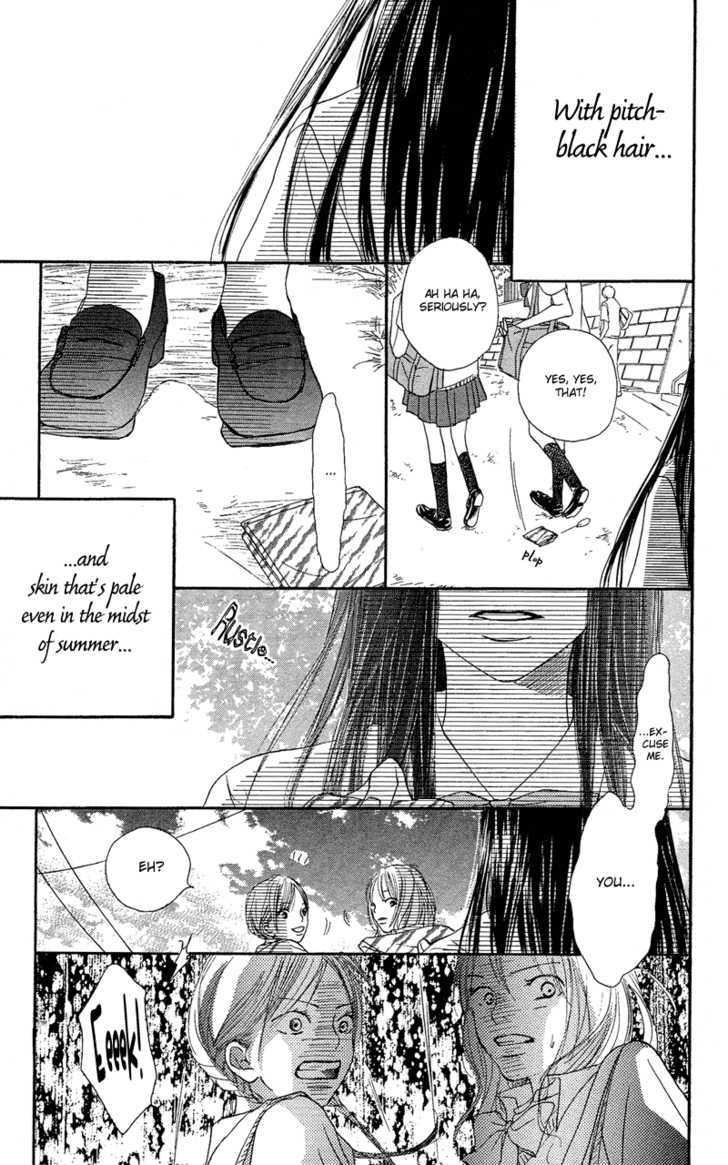 With pitch-
black hair...
AH HA HA,
SERIOUSLY?
YES, YES,
THAT!
plop
...
...and
skin that's pale
even in the midst
of summer...
Rustle...
...EX-
CUSE
ME.
YOU...
EH?
Eeeek!